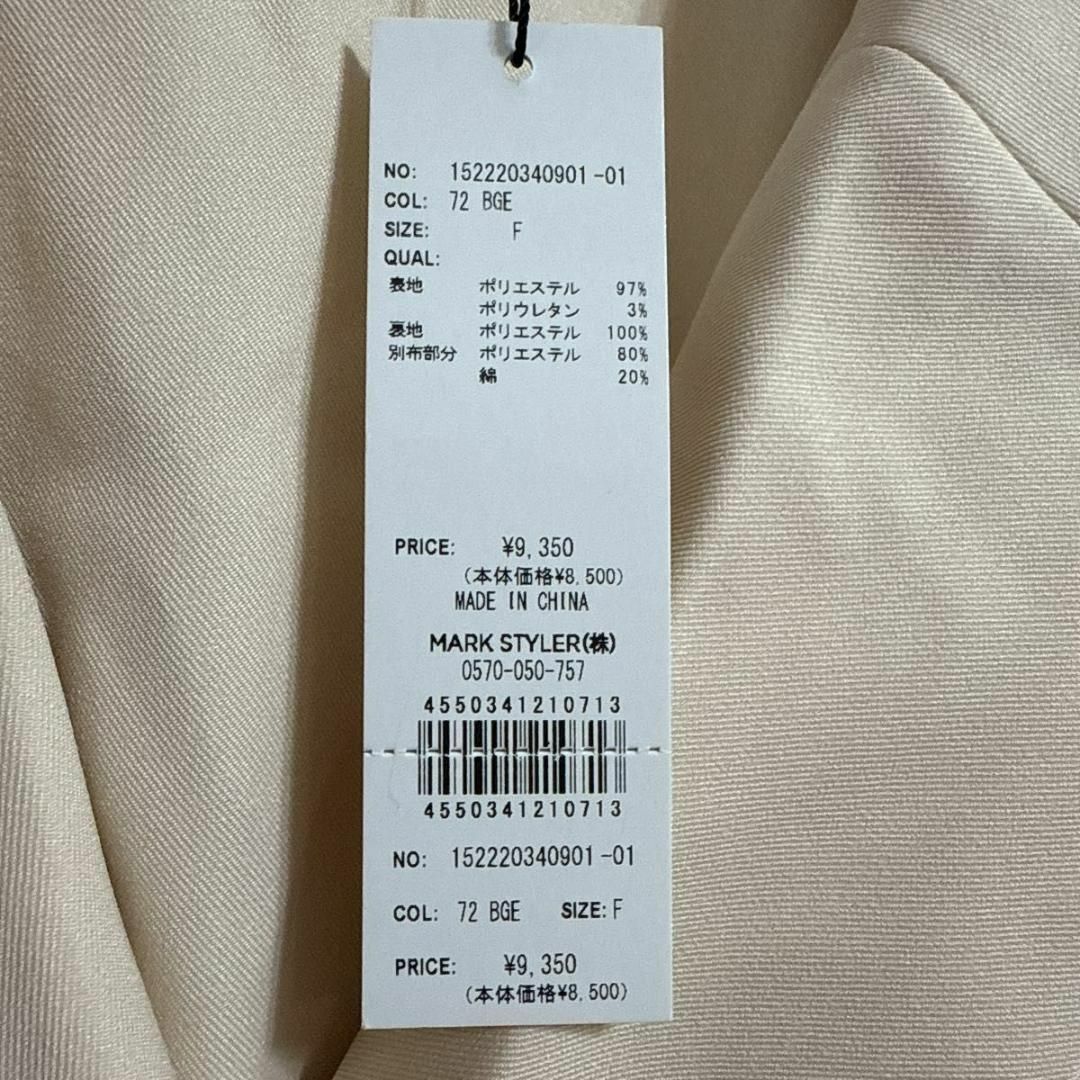 NO: 152220340901-01
COL: 72 BGE
SIZE: F
QUAL:
表地 ポリエステル 97%
ポリウレタン 3%
裏地 ポリエステル 100%
別布部分 ポリエステル 80%
綿 20%
PRICE: ¥9,350
(本体価格¥8,500)
MADE IN CHINA
MARK STYLER(株)
0570-050-757
4550341210713
4550341210713
NO: 152220340901-01
COL: 72 BGE SIZE: F
PRICE: ¥9,350
(本体価格¥8,500)